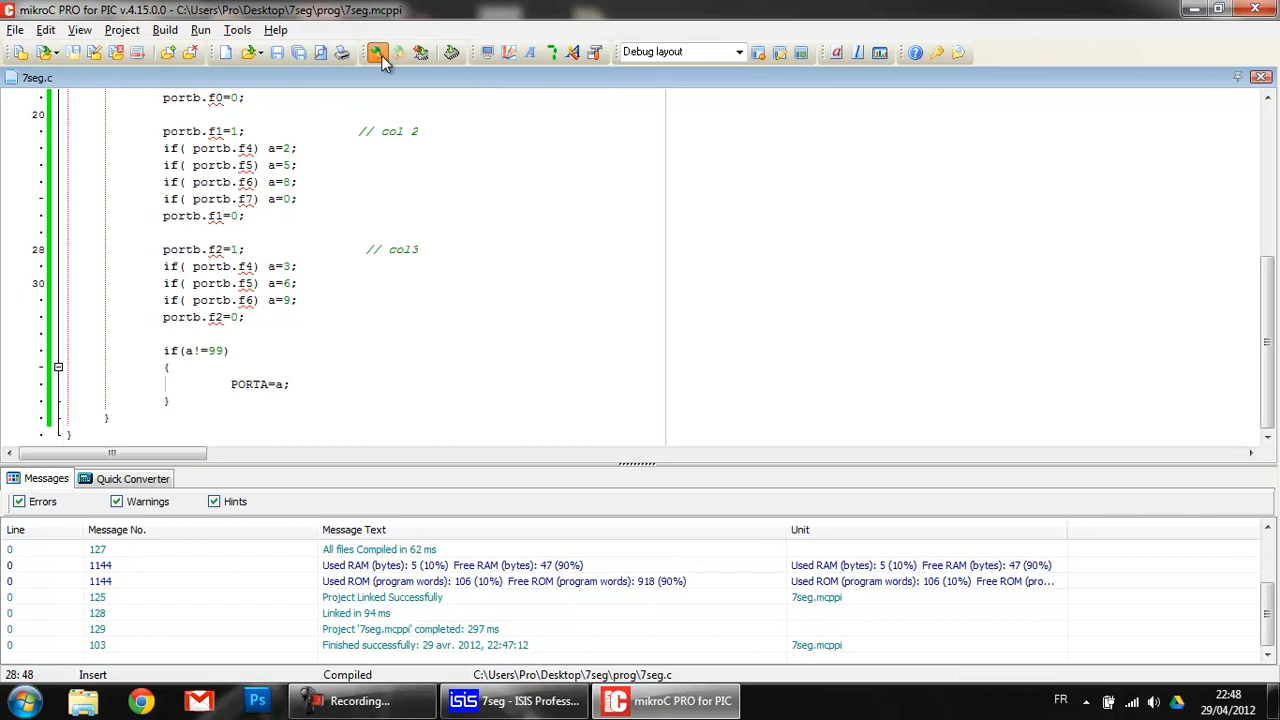 mikroC PRO for PIC v.4.15.0.0 - C:\Users\Pro\Desktop\7seg\prog\7seg.mcppi
File Edit View Project Build Run Tools Help
Debug layout
7seg.c
portb.f0=0;
20
portb.f1=1; // col 2
if( portb.f4) a=2;
if( portb.f5) a=5;
if( portb.f6) a=8;
if( portb.f7) a=0;
portb.f1=0;
28 portb.f2=1; // col3
if( portb.f4) a=3;
30 if( portb.f5) a=6;
if( portb.f6) a=9;
portb.f2=0;
if(a!=99)
{
PORTA=a;
}
}
}
Messages Quick Converter
Errors Warnings Hints
Line Message No. Message Text Unit
0 127 All files Compiled in 62 ms
0 1144 Used RAM (bytes): 5 (10%) Free RAM (bytes): 47 (90%) Used RAM (bytes): 5 (10%) Free RAM (bytes): 47 (90%)
0 1144 Used ROM (program words): 106 (10%) Free ROM (program words): 918 (90%) Used ROM (program words): 106 (10%) Free ROM (pro...
0 125 Project Linked Successfully 7seg.mcppi
0 128 Linked in 94 ms
0 129 Project '7seg.mcppi' completed: 297 ms
0 103 Finished successfully: 29 avr. 2012, 22:47:12 7seg.mcppi
28: 48 Insert Compiled C:\Users\Pro\Desktop\7seg\prog\7seg.c
Ps Recording... isis 7seg - ISIS Profess... mikroC PRO for PIC FR 22:48
29/04/2012